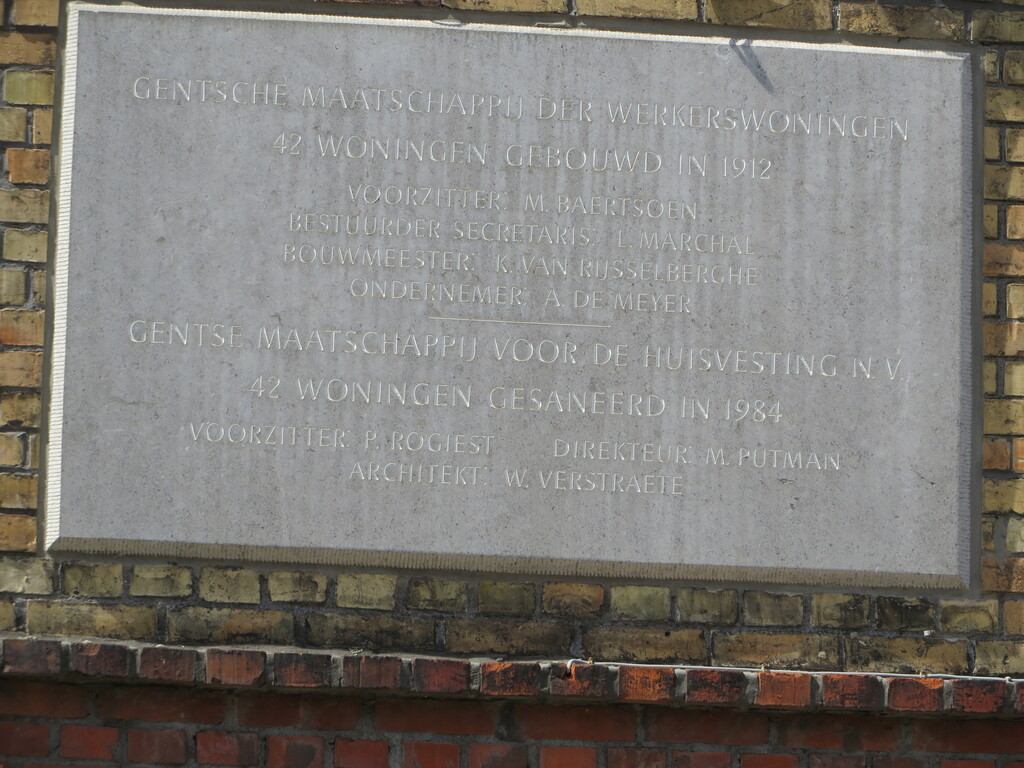 GENTSCHE MAATSCHAPPIJ DER WERKERSWONINGEN
42 WONINGEN GEBOUWD IN 1912
VOORZITTER: M. BAERTSOEN
BESTUURDER SECRETARIS: L. MARCHAL
BOUWMEESTER: K. VAN RIJSSELBERGHE
ONDERNEMER: A. DE MEYER
GENTSE MAATSCHAPPIJ VOOR DE HUISVESTING N.V.
42 WONINGEN GESANEERD IN 1984
VOORZITTER: P. ROGIEST DIREKTEUR: M. PUTMAN
ARCHITEKT: W. VERSTRAETE